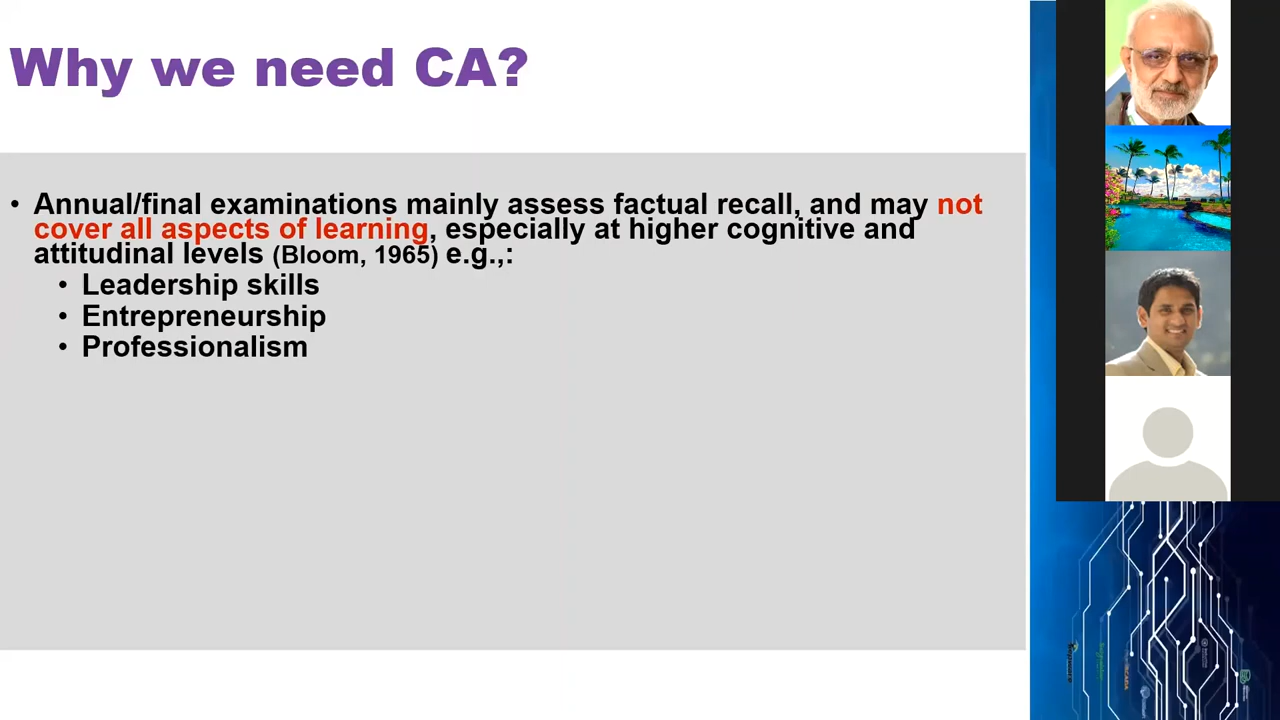 Why we need CA?
• Annual/final examinations mainly assess factual recall, and may not
cover all aspects of learning, especially at higher cognitive and
attitudinal levels (Bloom, 1965) e.g.,:
• Leadership skills
• Entrepreneurship
• Professionalism